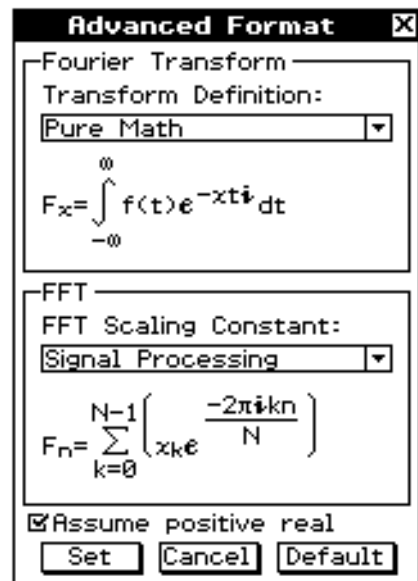 Advanced Format
Fourier Transform
Transform Definition:
Pure Math
Fx=∫_{-∞}^{∞} f(t)e^{-xti}dt
FFT
FFT Scaling Constant:
Signal Processing
Fn=∑_{k=0}^{N-1}(xₖe^{-2πikn/N})
Assume positive real
Set Cancel Default